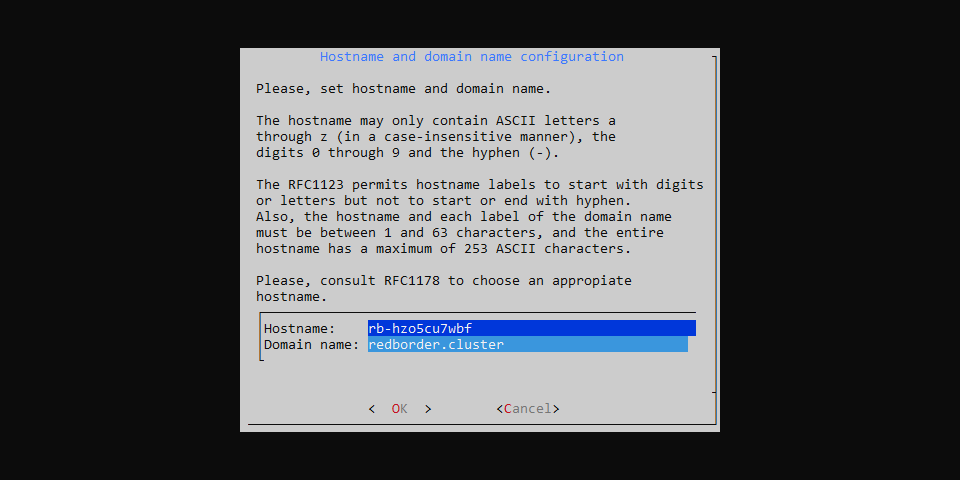 Hostname and domain name configuration
Please, set hostname and domain name.
The hostname may only contain ASCII letters a
through z (in a case-insensitive manner), the
digits 0 through 9 and the hyphen (-).
The RFC1123 permits hostname labels to start with digits
or letters but not to start or end with hyphen.
Also, the hostname and each label of the domain name
must be between 1 and 63 characters, and the entire
hostname has a maximum of 253 ASCII characters.
Please, consult RFC1178 to choose an appropiate
hostname.
Hostname: rb-hzo5cu7wbf
Domain name: redborder.cluster
< OK > <Cancel>